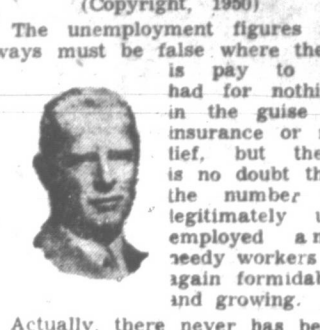 (Copyright, 1950)
The unemployment figures
ways must be false where the
is pay to
had for nothi
in the guise
insurance or
lief, but the
is no doubt th
the number
legitimately u
employed an
needy workers
again formidab
and growing.
Actually, there never has be